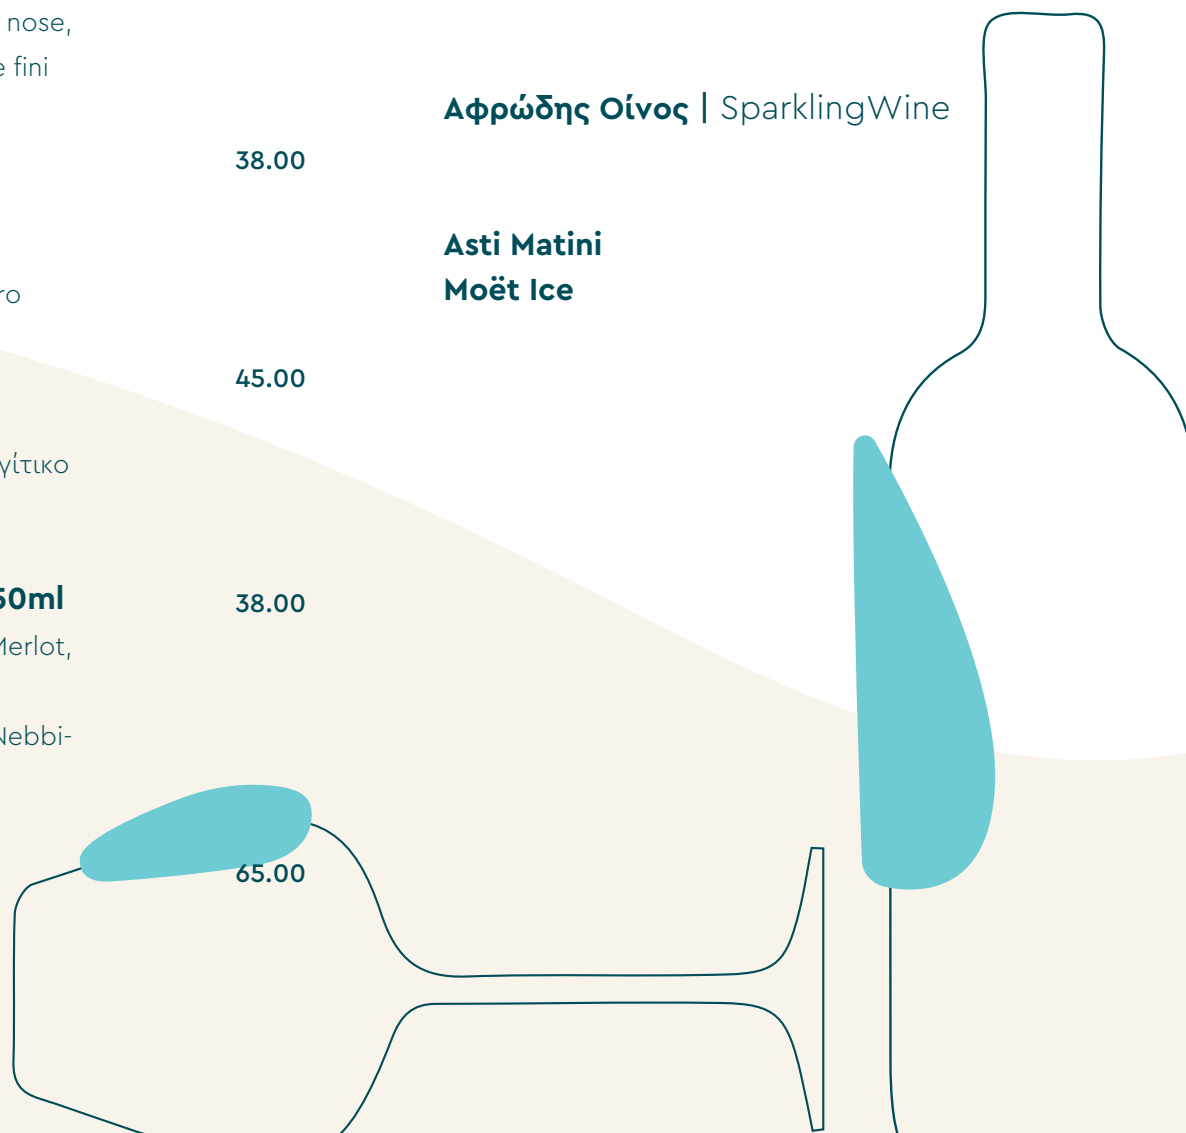 nose,
fini
38.00
45.00
γίτικο
50ml
38.00
Merlot,
Nebbi-
65.00
Αφρώδης Οίνος | SparklingWine
Asti Matini
Moët Ice